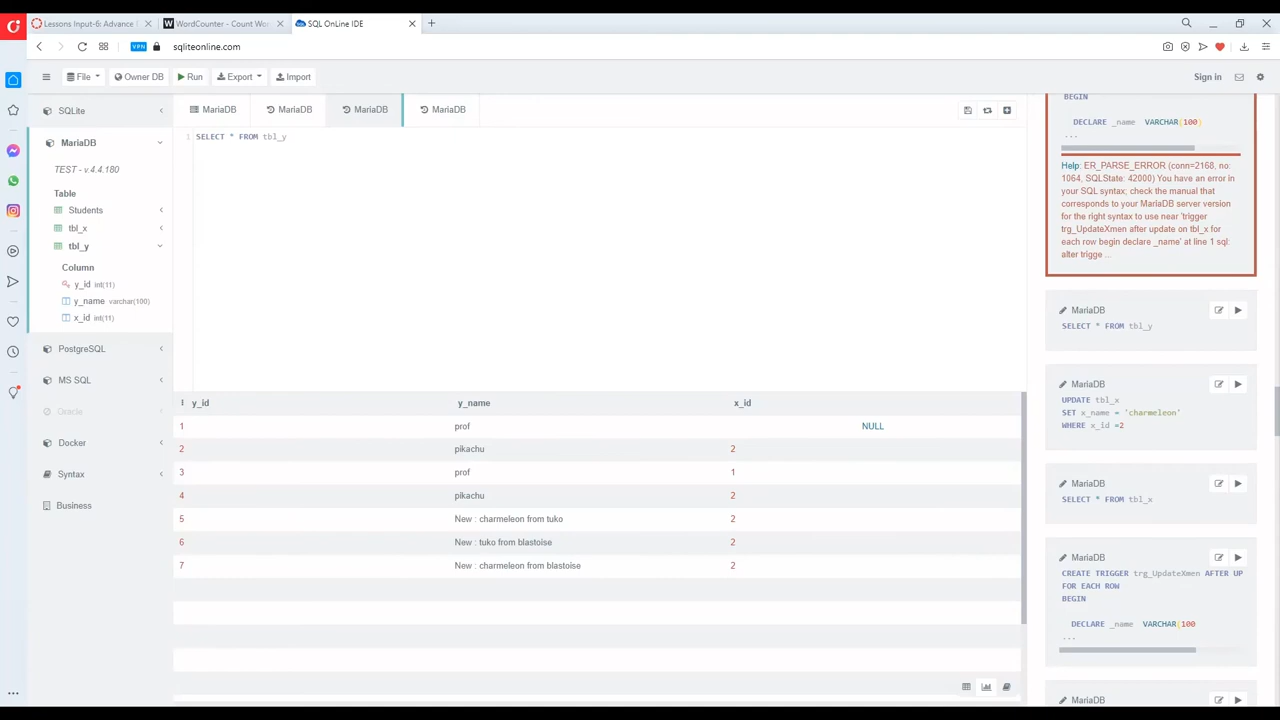 Lessons Input-6: Advance
WordCounter - Count Wo
SQL OnLine IDE
VPN
sqliteonline.com
File
Owner DB
Run
Export
Import
Sign in
SQLite
MariaDB
TEST - v.4.4.180
Table
Students
tbl_x
tbl_y
Column
y_id int(11)
y_name varchar(100)
x_id int(11)
PostgreSQL
MS SQL
Oracle
Docker
Syntax
Business
MariaDB
MariaDB
MariaDB
MariaDB
1 SELECT * FROM tbl_y
y_id y_name x_id
1 prof NULL
2 pikachu 2
3 prof 1
4 pikachu 2
5 New : charmeleon from tuko 2
6 New : tuko from blastoise 2
7 New : charmeleon from blastoise 2
BEGIN
DECLARE _name VARCHAR(100)
...
Help: ER_PARSE_ERROR (conn=2168, no:
1064, SQLState: 42000) You have an error in
your SQL syntax; check the manual that
corresponds to your MariaDB server version
for the right syntax to use near 'trigger
trg_UpdateXmen after update on tbl_x for
each row begin declare _name' at line 1 sql:
alter trigge ...
MariaDB
SELECT * FROM tbl_y
MariaDB
UPDATE tbl_x
SET x_name = 'charmeleon'
WHERE x_id =2
MariaDB
SELECT * FROM tbl_x
MariaDB
CREATE TRIGGER trg_UpdateXmen AFTER UP
FOR EACH ROW
BEGIN
DECLARE _name VARCHAR(100
...
MariaDB